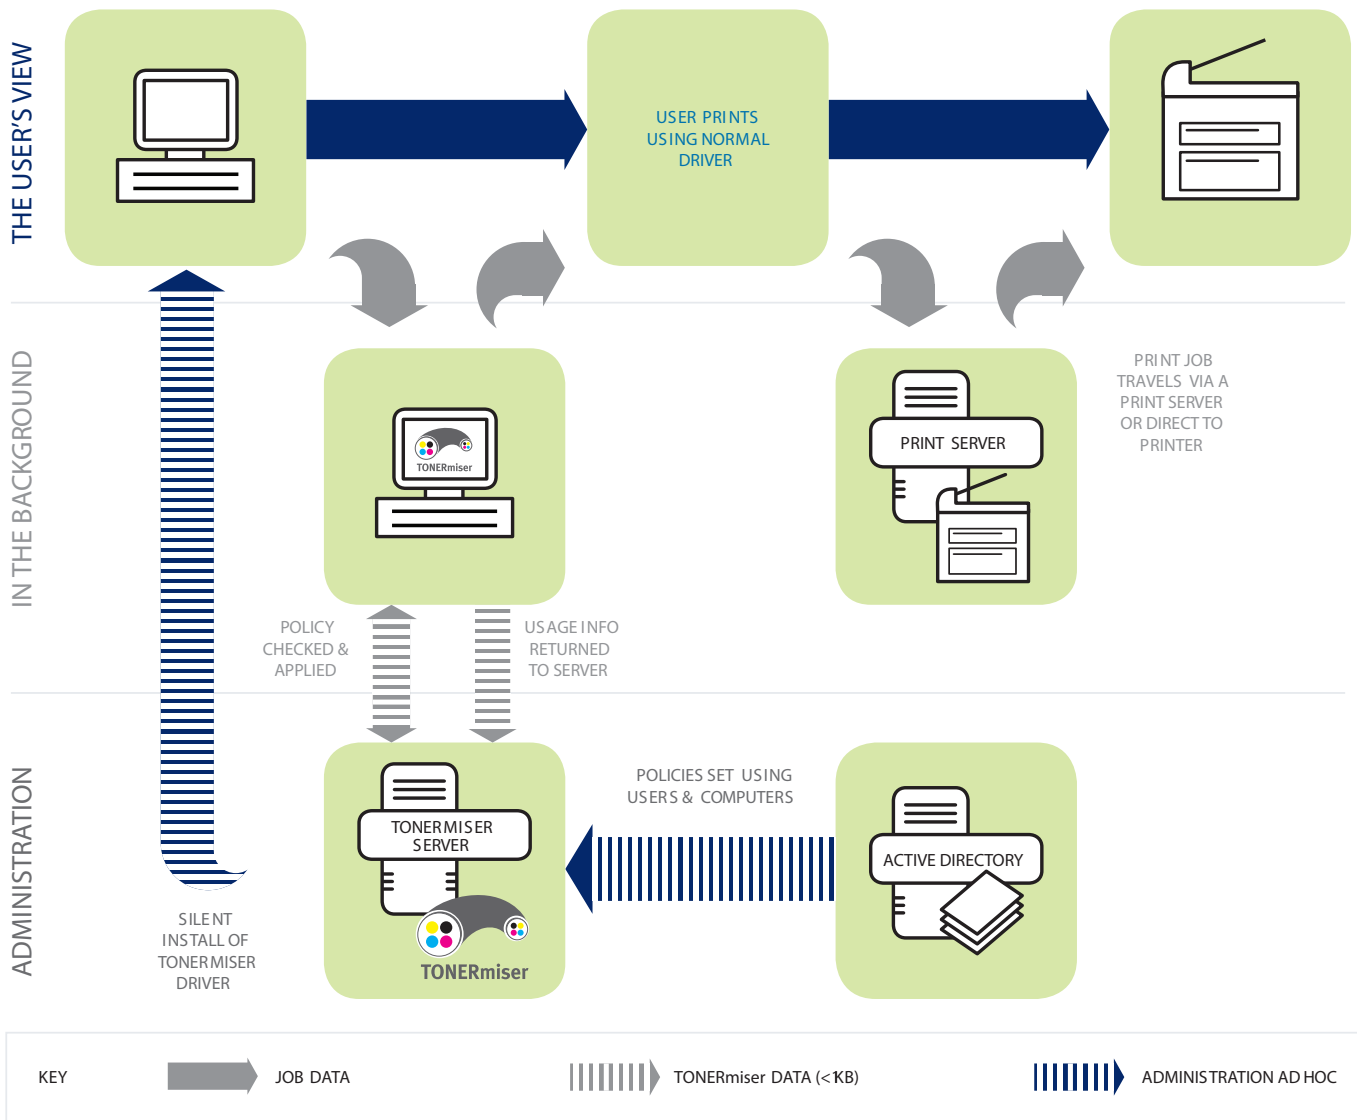 THE USER'S VIEW
USER PRINTS
USING NORMAL
DRIVER
IN THE BACKGROUND
TONERmiser
PRINT SERVER
PRINT JOB
TRAVELS VIA A
PRINT SERVER
OR DIRECT TO
PRINTER
POLICY
CHECKED &
APPLIED
USAGE INFO
RETURNED
TO SERVER
ADMINISTRATION
SILENT
INSTALL OF
TONERMISER
DRIVER
TONERMISER
SERVER
TONERmiser
POLICIES SET USING
USERS & COMPUTERS
ACTIVE DIRECTORY
KEY
JOB DATA
TONERmiser DATA (<1KB)
ADMINISTRATION AD HOC